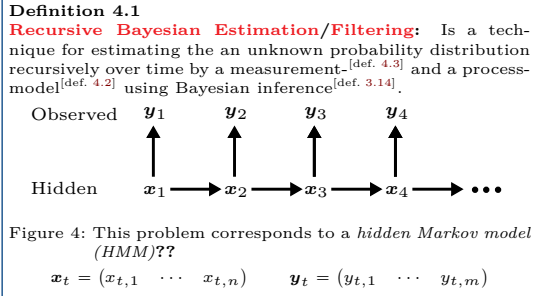 Definition 4.1
Recursive Bayesian Estimation/Filtering: Is a tech-
nique for estimating the an unknown probability distribution
recursively over time by a measurement-[def. 4.3] and a process-
model[def. 4.2] using Bayesian inference[def. 3.14].
Observed y1 y2 y3 y4
Hidden x1 x2 x3 x4 •••
Figure 4: This problem corresponds to a hidden Markov model
(HMM)??
xt = (xt,1 ··· xt,n) yt = (yt,1 ··· yt,m)